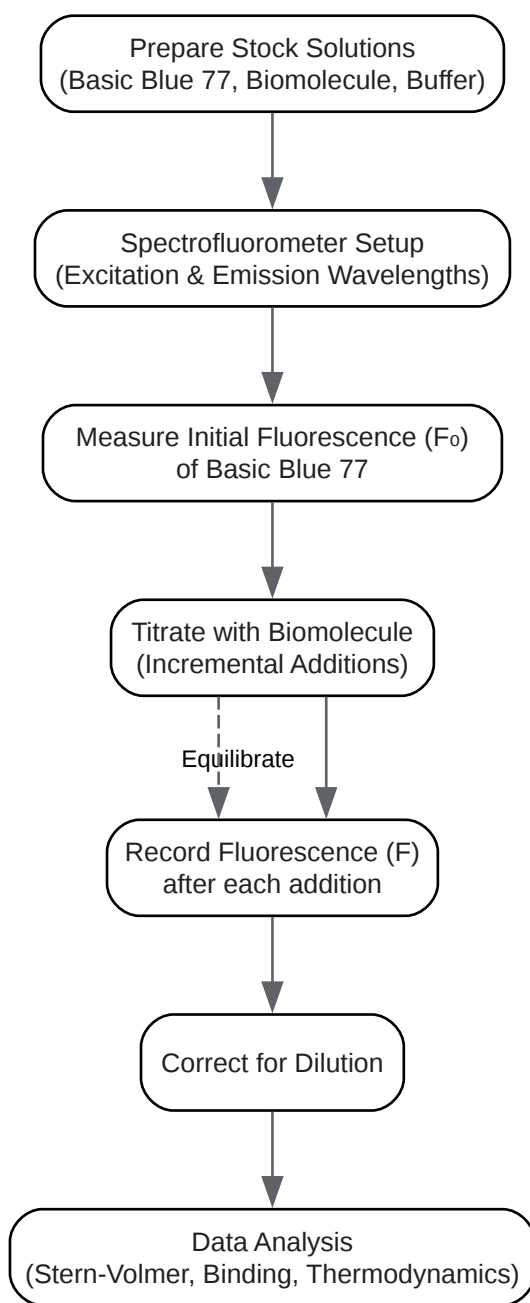 Prepare Stock Solutions
(Basic Blue 77, Biomolecule, Buffer)
Spectrofluorometer Setup
(Excitation & Emission Wavelengths)
Measure Initial Fluorescence (F₀)
of Basic Blue 77
Titrate with Biomolecule
(Incremental Additions)
Equilibrate
Record Fluorescence (F)
after each addition
Correct for Dilution
Data Analysis
(Stern-Volmer, Binding, Thermodynamics)